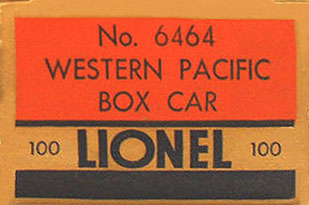 No. 6464
WESTERN PACIFIC
BOX CAR
100 LIONEL 100